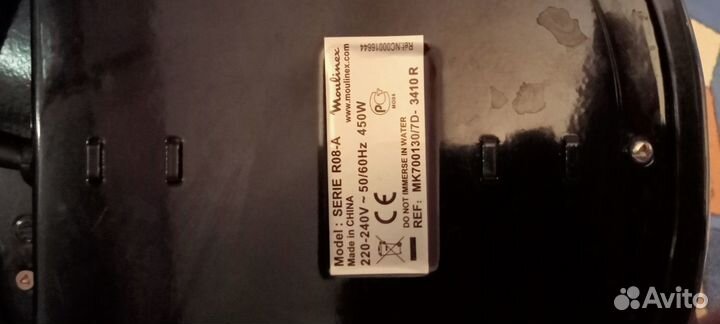 Moulinex
www.moulinex.com
Model : SERIE R08-A
Made in CHINA
220-240V ~ 50/60Hz 450W
CE
DO NOT IMMERSE IN WATER
REF: MK700130/7D- 3410 R
Ref:NC00016644
Avito